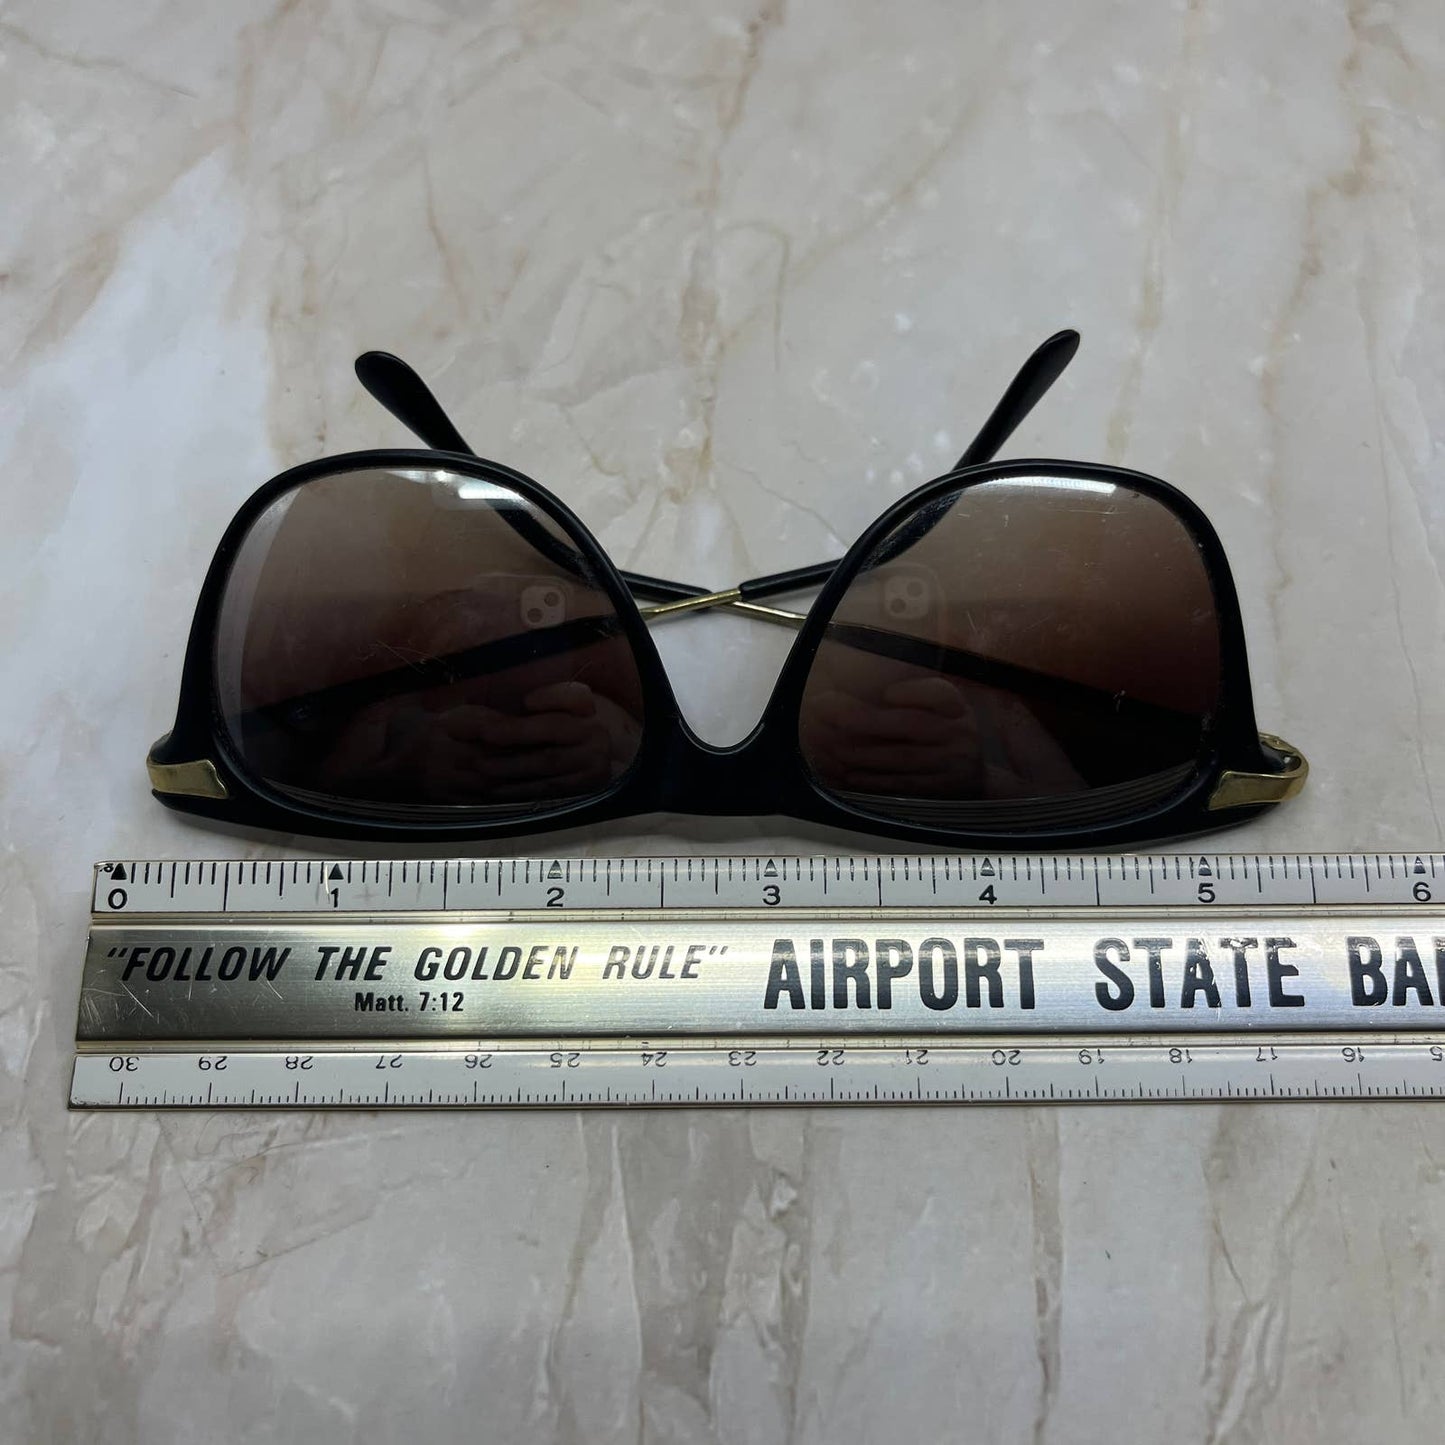 0 1 2 3 4 5 6
"FOLLOW THE GOLDEN RULE" AIRPORT STATE BA
Matt. 7:12
30 29 28 27 26 25 24 23 22 21 20 19 18 17 16